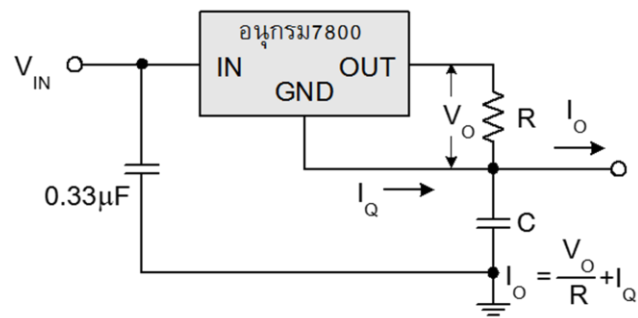 อนุกรม7800
V_IN
IN OUT
GND
V_O
R
I_O
0.33μF
I_Q
C
I_O = V_O/R +I_Q